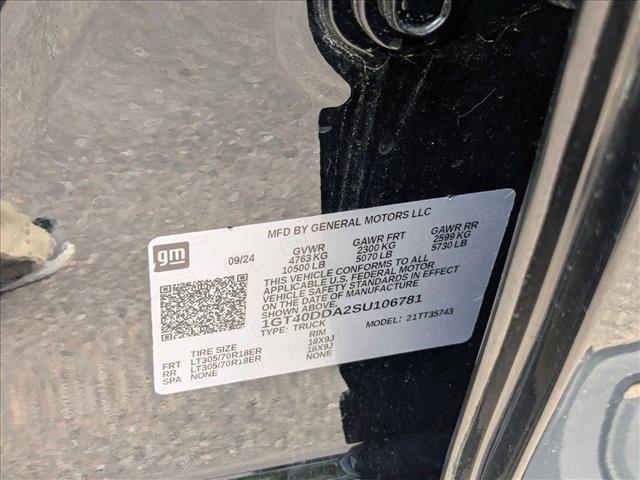 MFD BY GENERAL MOTORS LLC
gm
09/24
GVWR GAWR FRT GAWR RR
4763 KG 2300 KG 2599 KG
10500 LB 5070 LB 5730 LB
THIS VEHICLE CONFORMS TO ALL
APPLICABLE U.S. FEDERAL MOTOR
VEHICLE SAFETY STANDARDS IN EFFECT
ON THE DATE OF MANUFACTURE
SHOWN ABOVE.
1GT40DDA2SU106781
TYPE: TRUCK MODEL: 21TT35743
TIRE SIZE RIM
FRT LT305/70R18ER 18X9J
RR LT305/70R18ER 18X9J
SPA NONE NONE